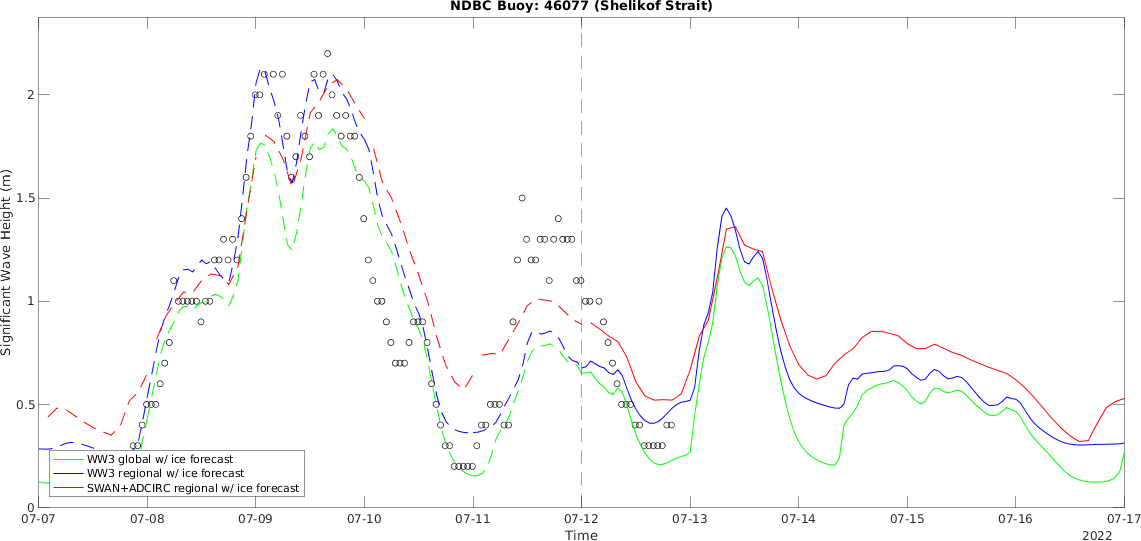 NDBC Buoy: 46077 (Shelikof Strait)
Significant Wave Height (m)
2
1.5
1
0.5
0
WW3 global w/ ice forecast
WW3 regional w/ ice forecast
SWAN+ADCIRC regional w/ ice forecast
07-07 07-08 07-09 07-10 07-11 07-12 07-13 07-14 07-15 07-16 07-17
Time
2022